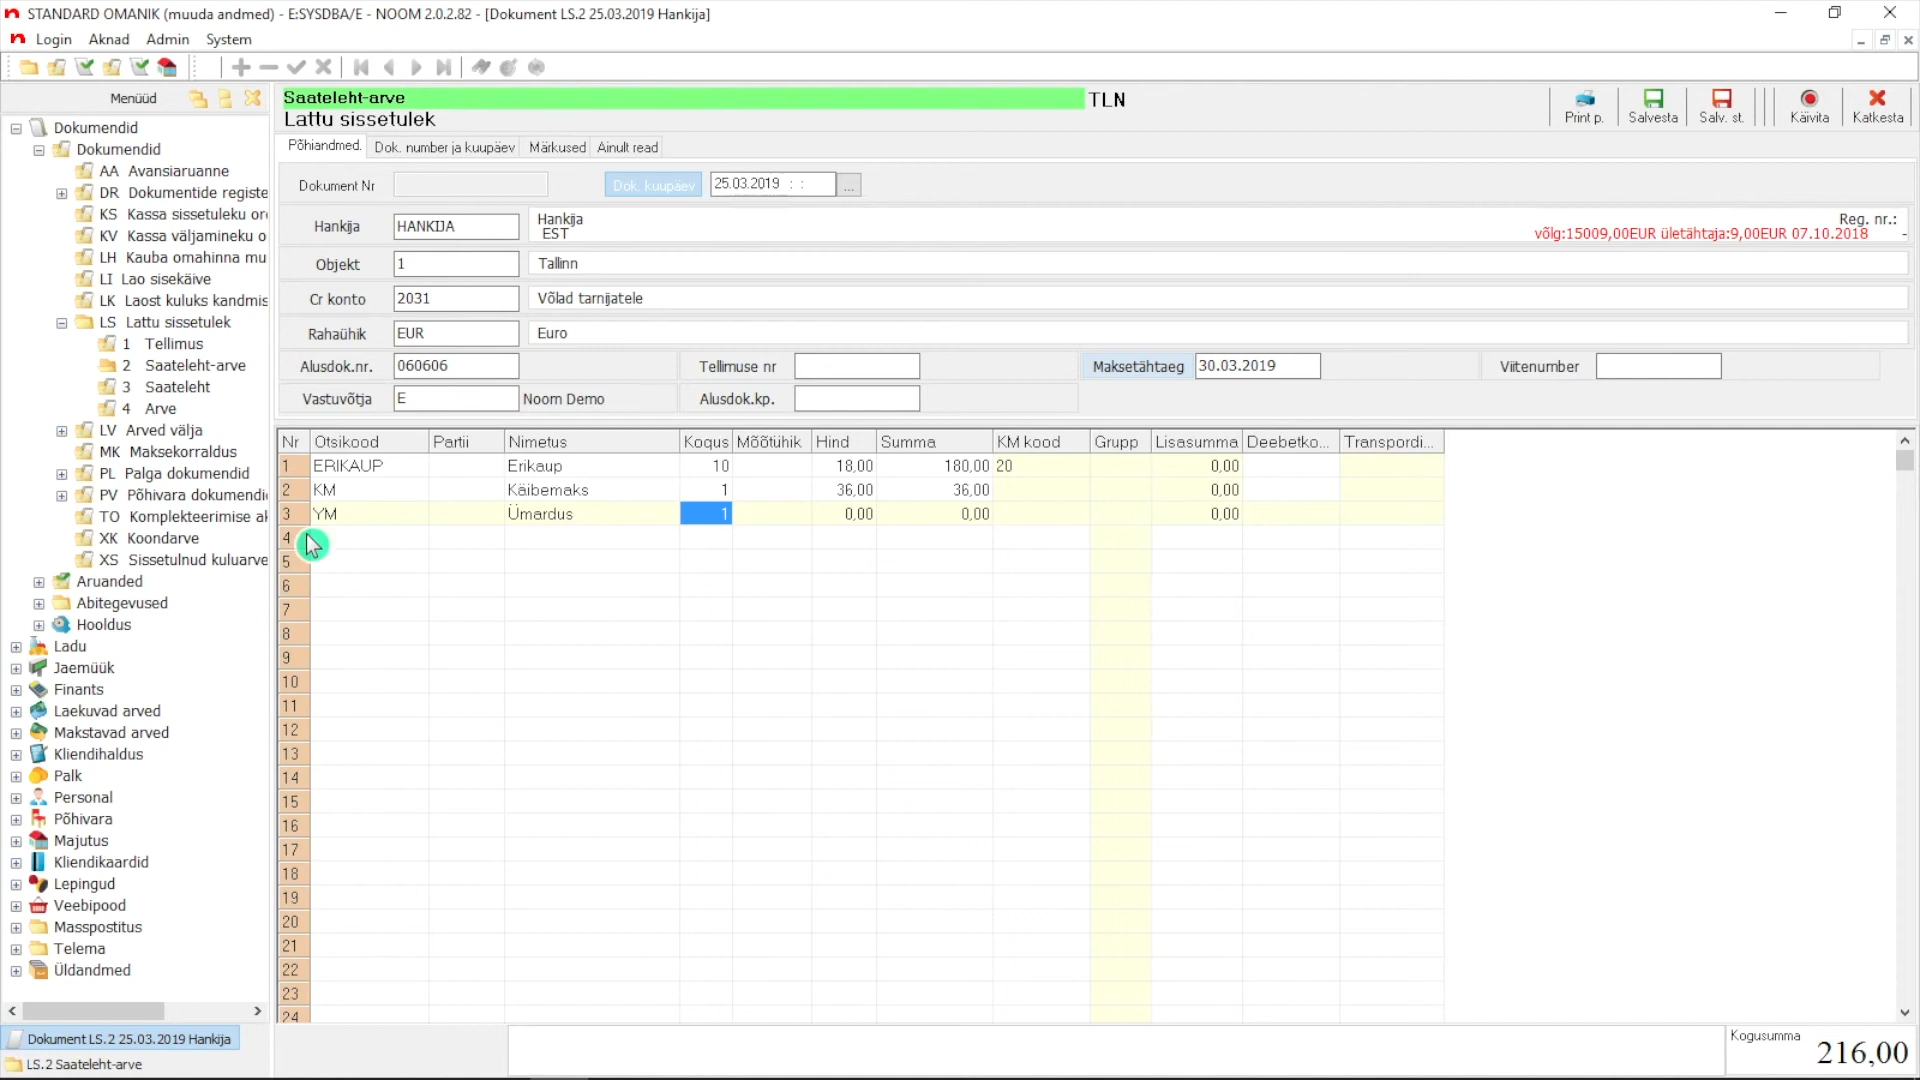 STANDARD OMANIK (muuda andmed) - E:SYSDBA/E - NOOM 2.0.2.82 - [Dokument LS.2 25.03.2019 Hankija]
Login Aknad Admin System
Menüüd
Dokumendid
Dokumendid
AA Avansiaruanne
DR Dokumentide registe
KS Kassa sissetuleku or
KV Kassa väljamineku o
LH Kauba omahinna mu
LI Lao sisekäive
LK Laost kuluks kandmis
LS Lattu sissetulek
1 Tellimus
2 Saateleht-arve
3 Saateleht
4 Arve
LV Arved välja
MK Maksekorraldus
PL Palga dokumendid
PV Põhivara dokumendi
TO Komplekteerimise ak
XK Koondarve
XS Sissetulnud kuluarve
Aruanded
Abitegevused
Hooldus
Ladu
Jaemüük
Finants
Laekuvad arved
Makstavad arved
Kliendihaldus
Palk
Personal
Põhivara
Majutus
Kliendikaardid
Lepingud
Veebipood
Masspostitus
Telema
Üldandmed
Dokument LS.2 25.03.2019 Hankija
LS.2 Saateleht-arve
Saateleht-arve TLN
Lattu sissetulek
Print p. Salvesta Salv. st. Käivita Katkesta
Põhiandmed. Dok. number ja kuupäev Märkused Ainult read
Dokument Nr Dok. kuupäev 25.03.2019 : : ...
Hankija HANKIJA Hankija Reg. nr.:
EST võlg:15009,00EUR ületähtaja:9,00EUR 07.10.2018 -
Objekt 1 Tallinn
Cr konto 2031 Võlad tarnijatele
Rahaühik EUR Euro
Alusdok.nr. 060606 Tellimuse nr Maksetähtaeg 30.03.2019 Viitenumber
Vastuvõtja E Noom Demo Alusdok.kp.
Nr Otsikood Partii Nimetus Kogus Mõõtühik Hind Summa KM kood Grupp Lisasumma Deebetko... Transpordi...
1 ERIKAUP Erikaup 10 18,00 180,00 20 0,00
2 KM Käibemaks 1 36,00 36,00 0,00
3 YM Ümardus 1 0,00 0,00 0,00
4
5
6
7
8
9
10
11
12
13
14
15
16
17
18
19
20
21
22
23
24
Kogusumma
216,00